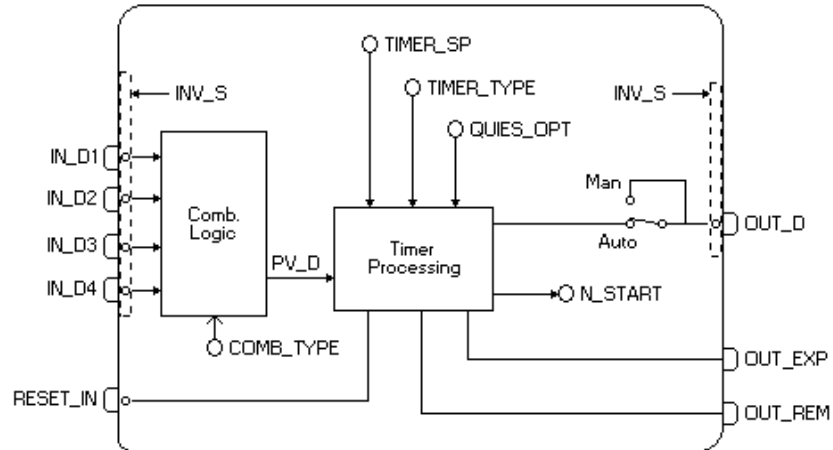 TIMER_SP
INV_S
TIMER_TYPE
INV_S
QUIES_OPT
IN_D1
IN_D2
IN_D3
IN_D4
Comb.
Logic
Man
Auto
OUT_D
PV_D
Timer
Processing
N_START
COMB_TYPE
OUT_EXP
RESET_IN
OUT_REM